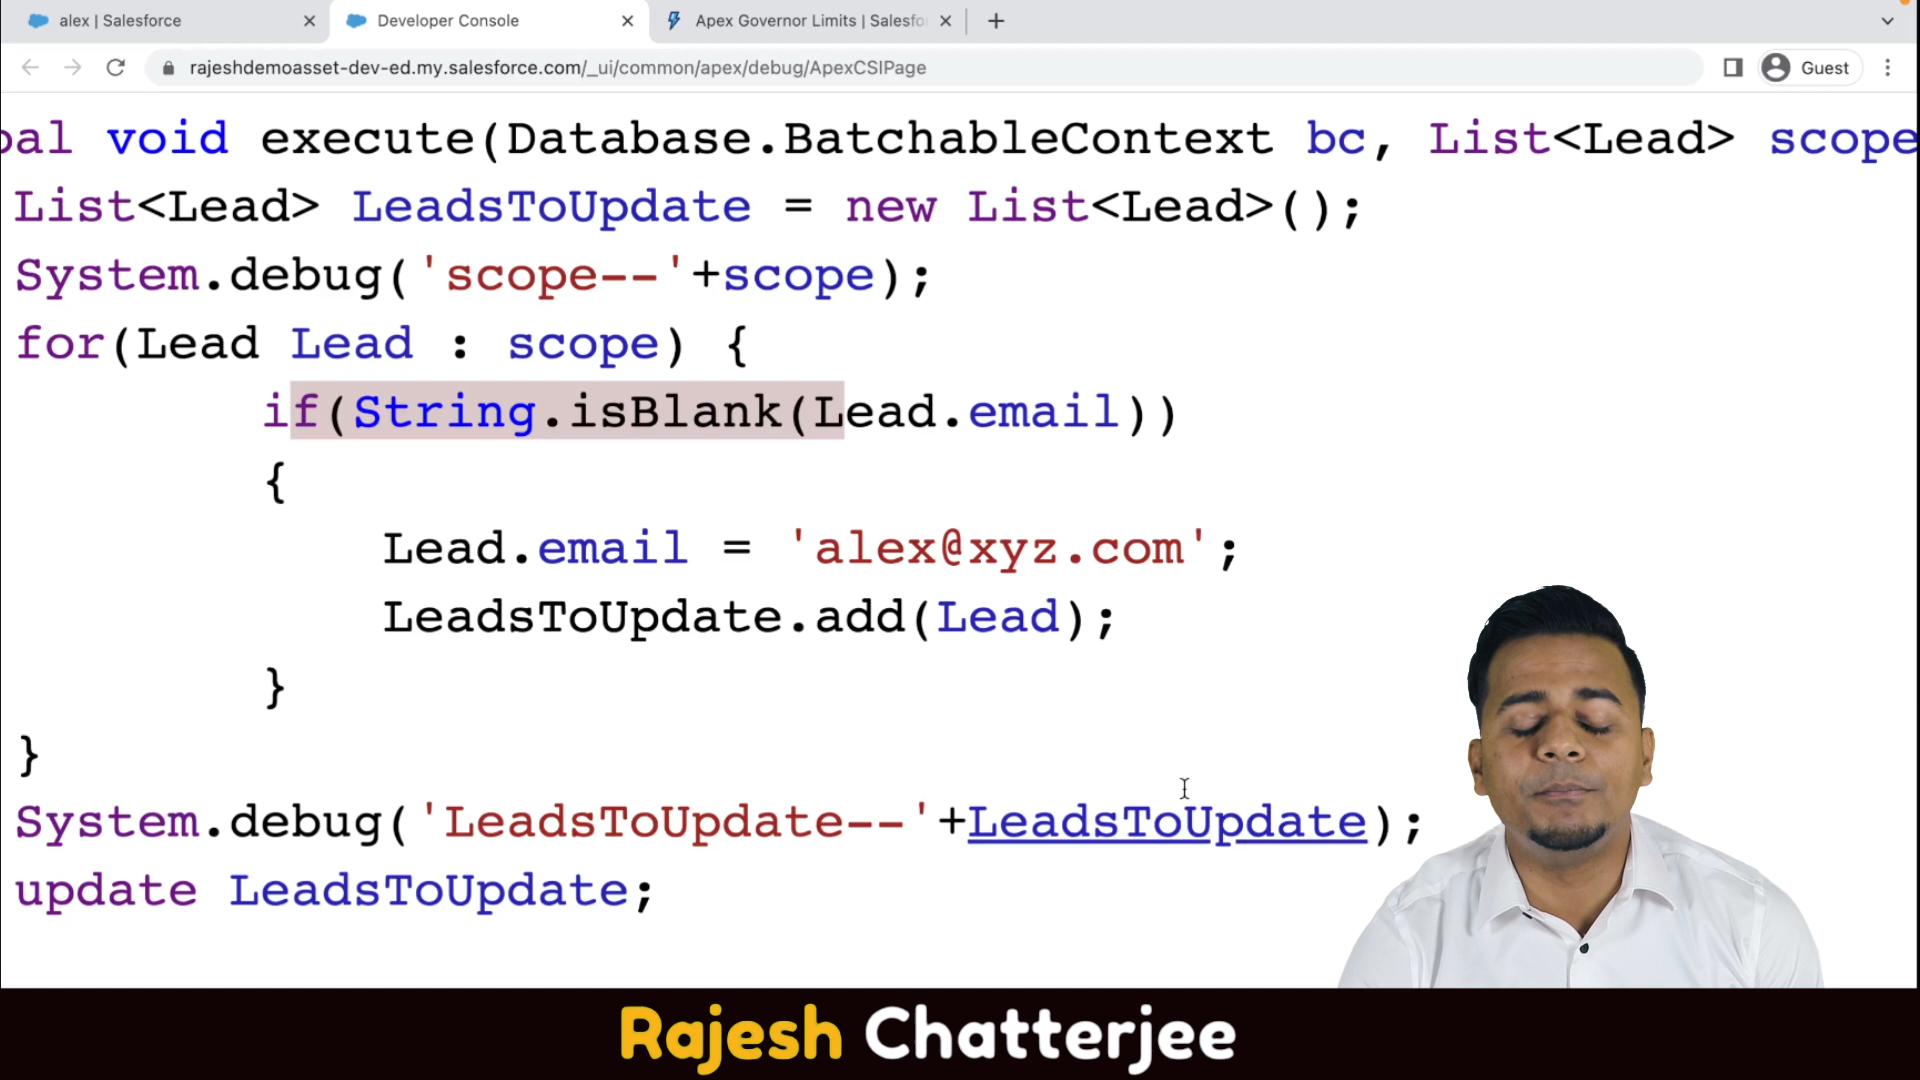 alex | Salesforce
Developer Console
Apex Governor Limits | Salesfo
rajeshdemoasset-dev-ed.my.salesforce.com/_ui/common/apex/debug/ApexCSIPage
Guest
bal void execute(Database.BatchableContext bc, List<Lead> scope
List<Lead> LeadsToUpdate = new List<Lead>();
System.debug('scope--'+scope);
for(Lead Lead : scope) {
if(String.isBlank(Lead.email))
{
Lead.email = 'alex@xyz.com';
LeadsToUpdate.add(Lead);
}
}
System.debug('LeadsToUpdate--'+LeadsToUpdate);
update LeadsToUpdate;
Rajesh Chatterjee